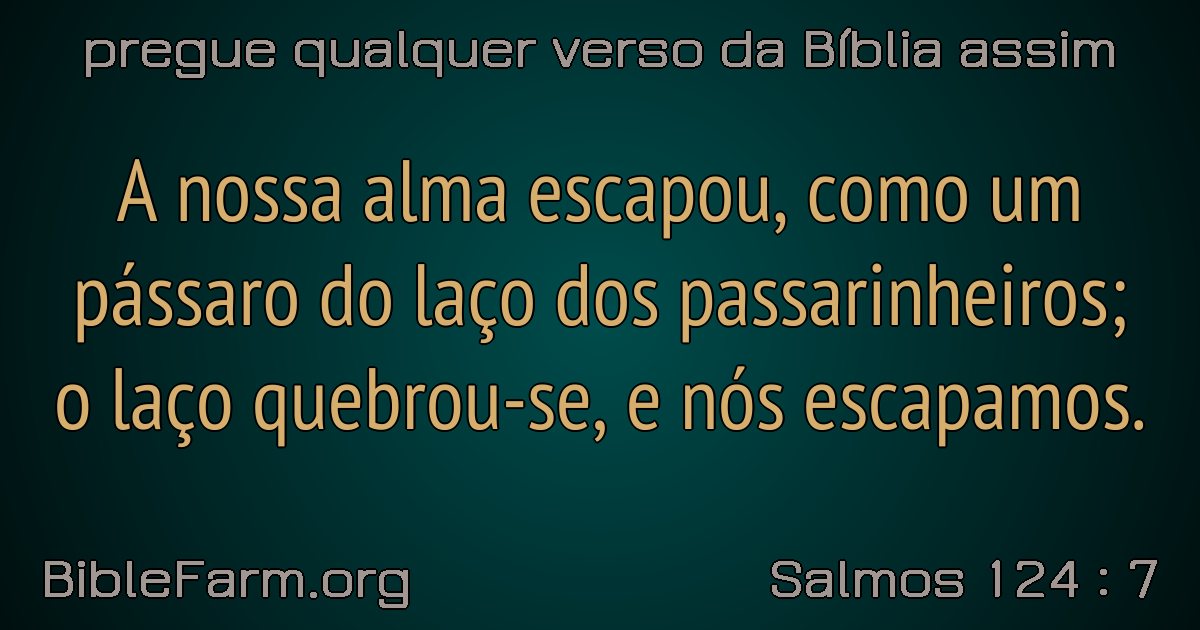 pregue qualquer verso da Bíblia assim
A nossa alma escapou, como um
pássaro do laço dos passarinheiros;
o laço quebrou-se, e nós escapamos.
BibleFarm.org
Salmos 124 : 7